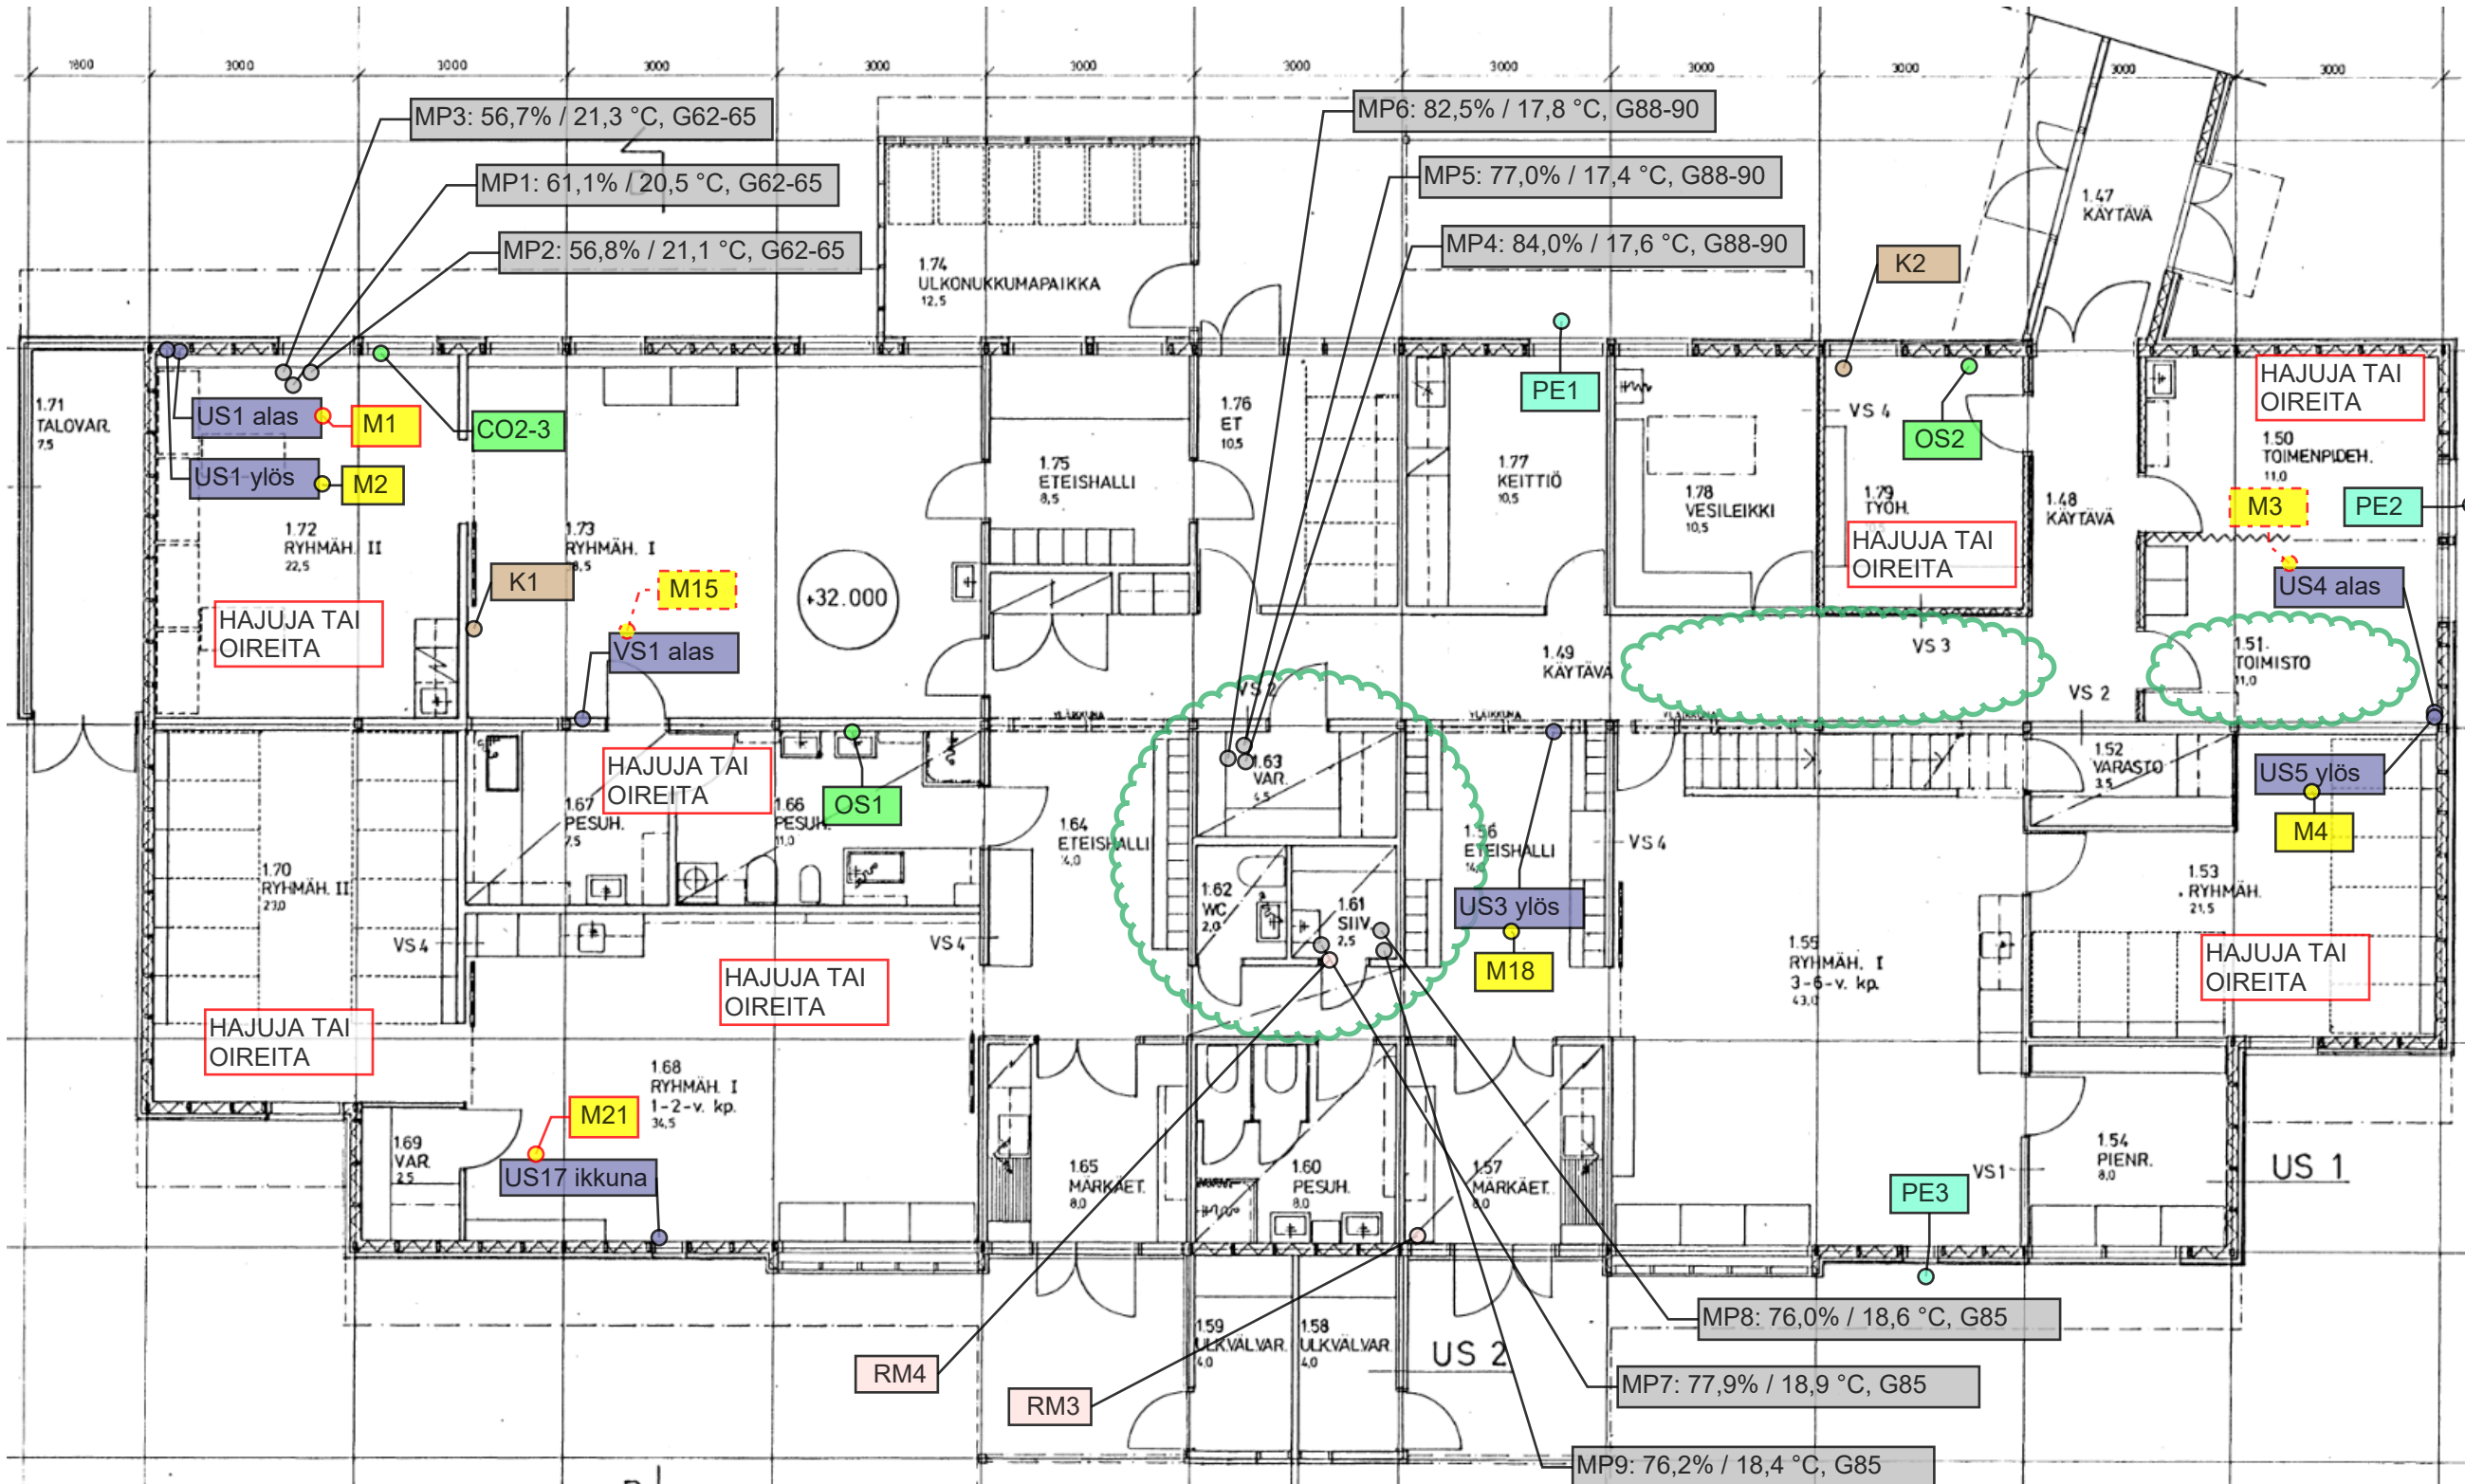 1800
3000
3000
3000
3000
3000
3000
3000
3000
3000
3000
3000
MP3: 56,7% / 21,3 °C, G62-65
MP1: 61,1% / 20,5 °C, G62-65
MP2: 56,8% / 21,1 °C, G62-65
MP6: 82,5% / 17,8 °C, G88-90
MP5: 77,0% / 17,4 °C, G88-90
MP4: 84,0% / 17,6 °C, G88-90
1.47
KÄYTÄVÄ
K2
1.74
ULKONUKKUMAPAIKKA
12,5
1.71
TALOVAR.
7,5
US1 alas
M1
US1 ylös
M2
CO2-3
1.72
RYHMÄH. II
22,5
HAJUJA TAI
OIREITA
1.73
RYHMÄH. I
K1
M15
VS1 alas
+32.000
1.75
ETEISHALLI
8,5
1.76
ET
10,5
PE1
1.77
KEITTIÖ
10,5
1.78
VESILEIKKI
10,5
VS 4
OS2
1.79
TYÖH.
HAJUJA TAI
OIREITA
1.48
KÄYTÄVÄ
HAJUJA TAI
OIREITA
1.50
TOIMENPIDEH.
11,0
M3
PE2
US4 alas
1.49
KÄYTÄVÄ
VS 3
VS 2
1.51
TOIMISTO
11,0
VS 2
YLÄIKKUNA
YLÄIKKUNA
YLÄIKKUNA
1.67
PESUH.
7,5
HAJUJA TAI
OIREITA
1.66
PESUH.
11,0
OS1
1.64
ETEISHALLI
14,0
1.63
VAR.
4,5
1.62
WC
2,0
1.61
SIIV.
2,5
1.56
ETEISHALLI
US3 ylös
M18
VS 4
1.52
VARASTO
3,5
US5 ylös
M4
1.53
RYHMÄH.
21,5
HAJUJA TAI
OIREITA
1.70
RYHMÄH. II
23,0
VS 4
VS 4
HAJUJA TAI
OIREITA
HAJUJA TAI
OIREITA
1.55
RYHMÄH. I
3-6-v. kp.
43,0
1.68
RYHMÄH. I
1-2-v. kp.
34,5
M21
US17 ikkuna
1.69
VAR.
2,5
1.65
MÄRKÄET.
8,0
1.60
PESUH.
8,0
1.57
MÄRKÄET.
8,0
VS1
1.54
PIENR.
8,0
US 1
PE3
1.59
ULKVÄLVAR.
4,0
1.58
ULKVÄLVAR.
4,0
US 2
RM4
RM3
MP8: 76,0% / 18,6 °C, G85
MP7: 77,9% / 18,9 °C, G85
MP9: 76,2% / 18,4 °C, G85